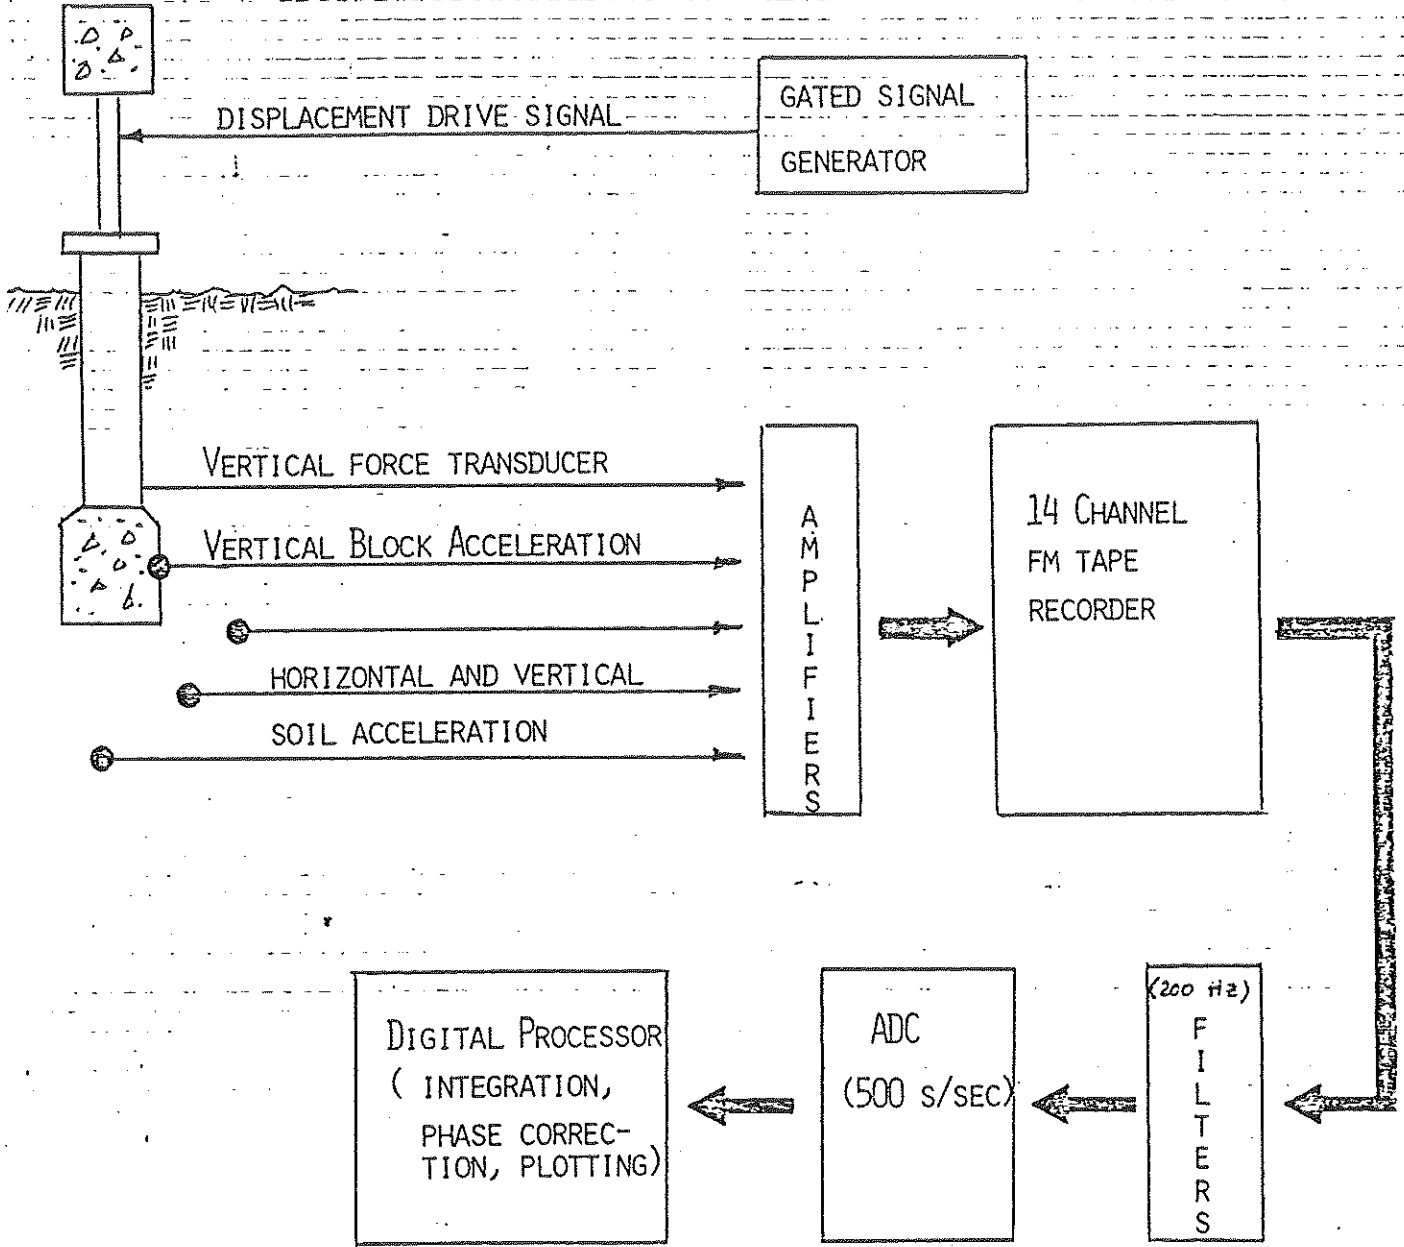 DISPLACEMENT DRIVE SIGNAL
GATED SIGNAL
GENERATOR
VERTICAL FORCE TRANSDUCER
VERTICAL BLOCK ACCELERATION
HORIZONTAL AND VERTICAL
SOIL ACCELERATION
AMPLIFIERS
14 CHANNEL
FM TAPE
RECORDER
(200 Hz)
FILTERS
ADC
(500 S/SEC)
DIGITAL PROCESSOR
( INTEGRATION,
PHASE CORREC-
TION, PLOTTING)